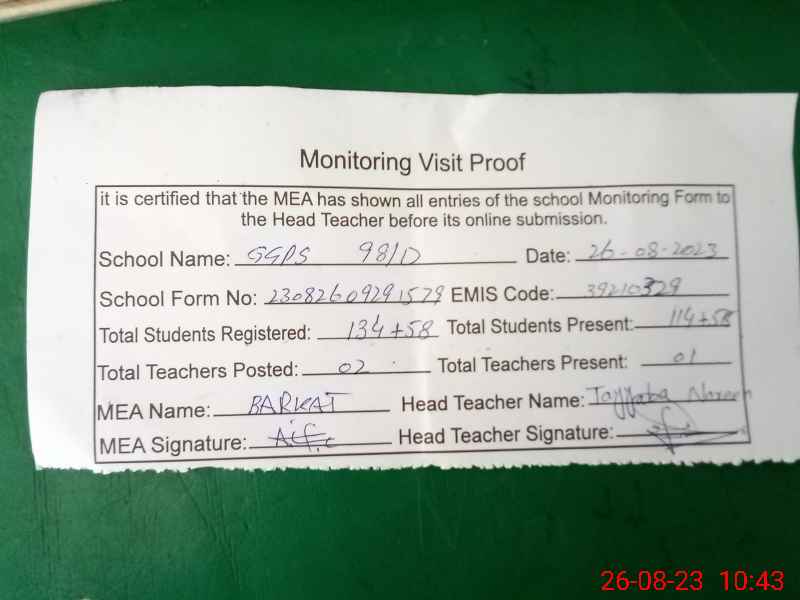 Monitoring Visit Proof
it is certified that the MEA has shown all entries of the school Monitoring Form to
the Head Teacher before its online submission.
School Name: GGPS 98/D Date: 26-08-2023
School Form No: 23082609291579 EMIS Code: 39210329
Total Students Registered: 134+58 Total Students Present: 114+58
Total Teachers Posted: 02 Total Teachers Present: 01
MEA Name: BARKAT Head Teacher Name: Tayyaba Noreen
MEA Signature: Head Teacher Signature:
26-08-23 10:43